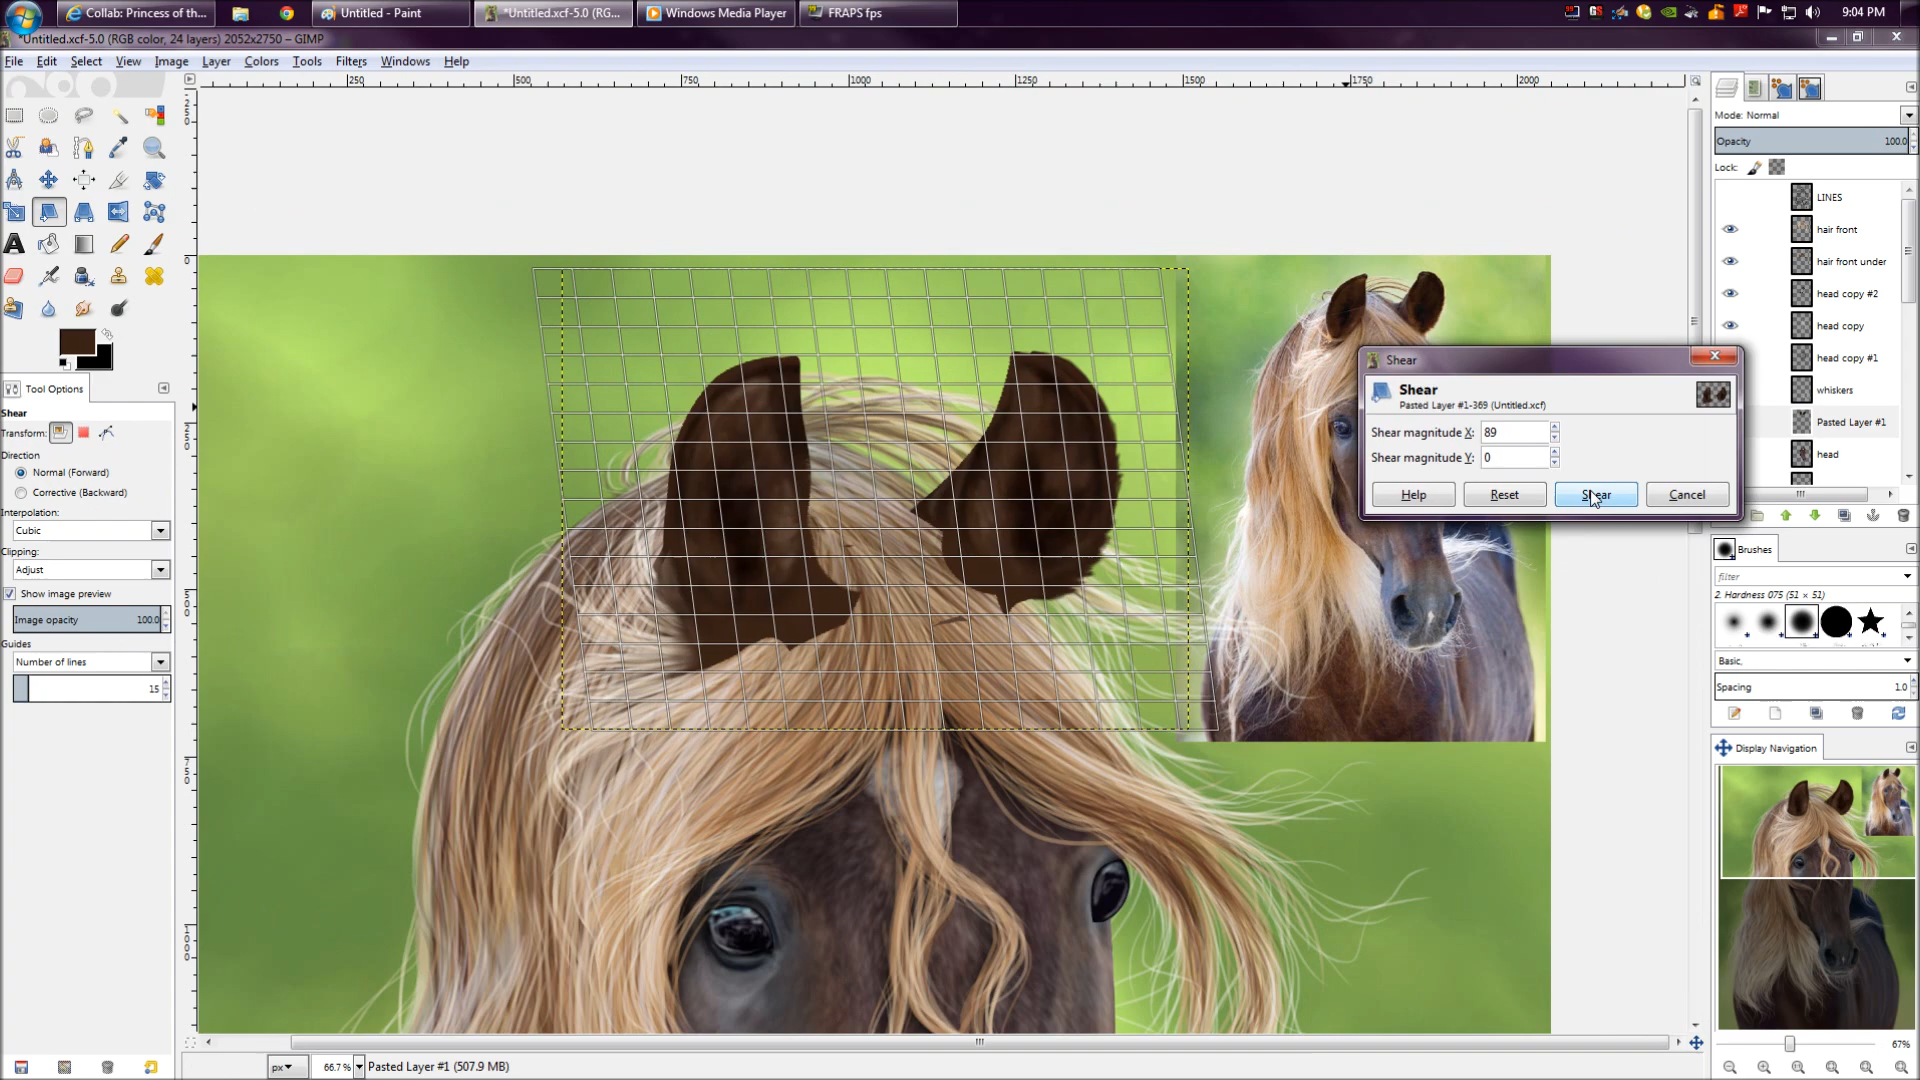 Collab: Princess of th...
Untitled - Paint
*Untitled.xcf-5.0 (RG...
Windows Media Player
FRAPS fps
9:04 PM
*Untitled.xcf-5.0 (RGB color, 24 layers) 2052x2750 – GIMP
File Edit Select View Image Layer Colors Tools Filters Windows Help
250 500 750 1000 1250 1500 1750 2000
Mode: Normal
Opacity 100.0
Lock:
LINES
hair front
hair front under
head copy #2
head copy
head copy #1
whiskers
Pasted Layer #1
head
Tool Options
Shear
Transform:
Direction
Normal (Forward)
Corrective (Backward)
Interpolation:
Cubic
Clipping:
Adjust
Show image preview
Image opacity 100.0
Guides
Number of lines
15
Shear
Shear
Pasted Layer #1-369 (Untitled.xcf)
Shear magnitude X: 89
Shear magnitude Y: 0
Help Reset Shear Cancel
Brushes
filter
2. Hardness 075 (51 × 51)
Basic,
Spacing 1.0
Display Navigation
67%
px 66.7 % Pasted Layer #1 (507.9 MB)